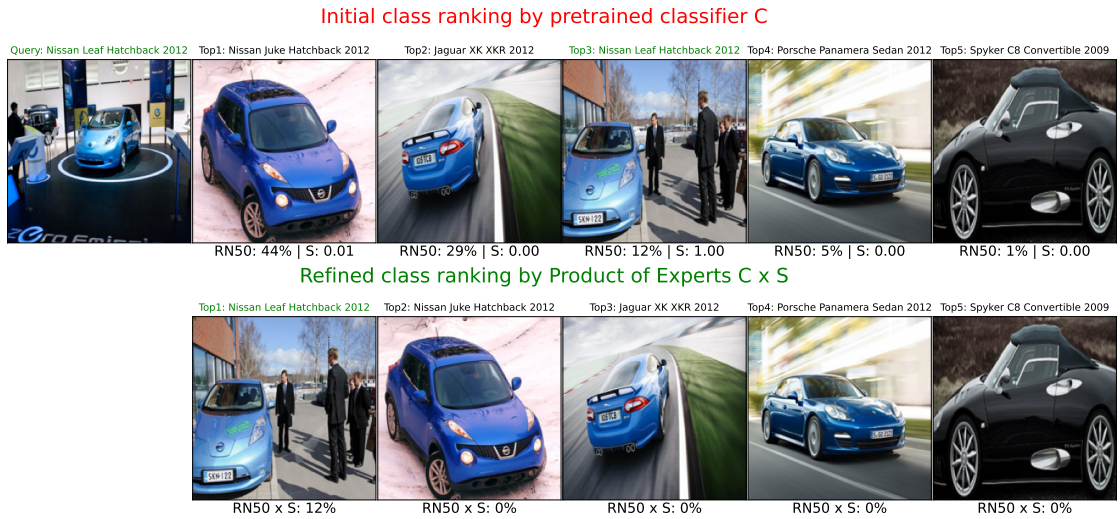 Initial class ranking by pretrained classifier C
Query: Nissan Leaf Hatchback 2012 Top1: Nissan Juke Hatchback 2012 Top2: Jaguar XK XKR 2012 Top3: Nissan Leaf Hatchback 2012 Top4: Porsche Panamera Sedan 2012 Top5: Spyker C8 Convertible 2009
SKN-122
RN50: 44% | S: 0.01 RN50: 29% | S: 0.00 RN50: 12% | S: 1.00 RN50: 5% | S: 0.00 RN50: 1% | S: 0.00
Refined class ranking by Product of Experts C x S
Top1: Nissan Leaf Hatchback 2012 Top2: Nissan Juke Hatchback 2012 Top3: Jaguar XK XKR 2012 Top4: Porsche Panamera Sedan 2012 Top5: Spyker C8 Convertible 2009
SKN-122
RN50 x S: 12% RN50 x S: 0% RN50 x S: 0% RN50 x S: 0% RN50 x S: 0%